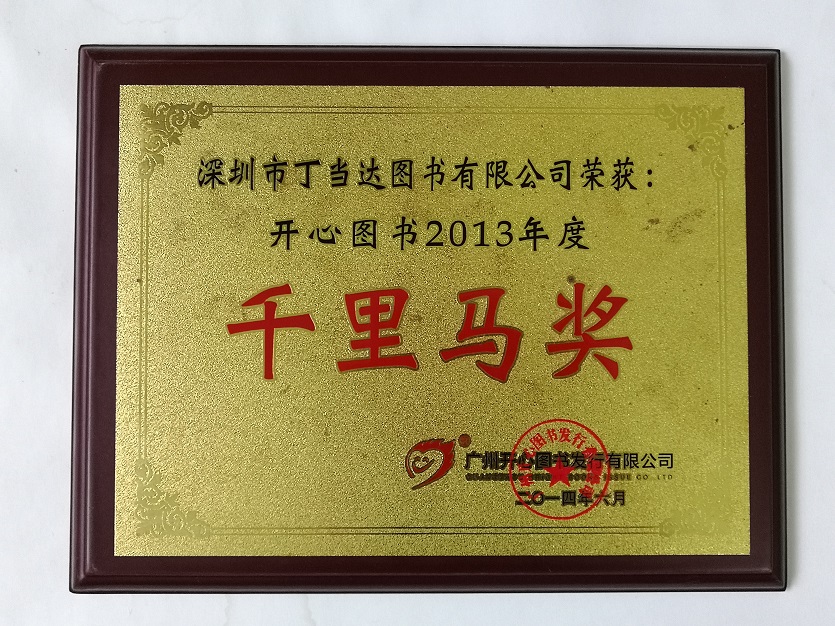 深圳市丁当达图书有限公司荣获：
开心图书2013年度
千里马奖
广州开心图书发行有限公司
二〇一四年六月